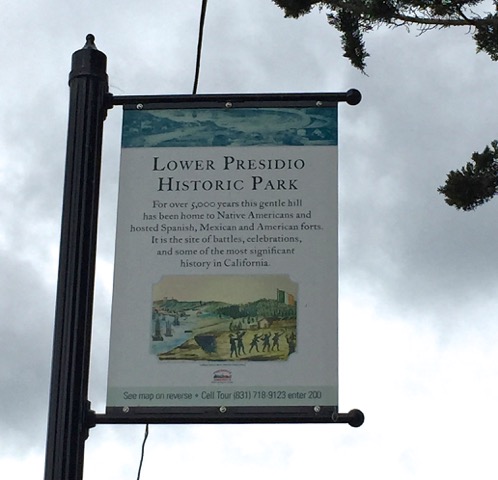 LOWER PRESIDIO
HISTORIC PARK
For over 5,000 years this gentle hill
has been home to Native Americans and
hosted Spanish, Mexican and American forts.
It is the site of battles, celebrations,
and some of the most significant
history in California.
See map on reverse • Cell Tour (831) 718-9123 enter 200